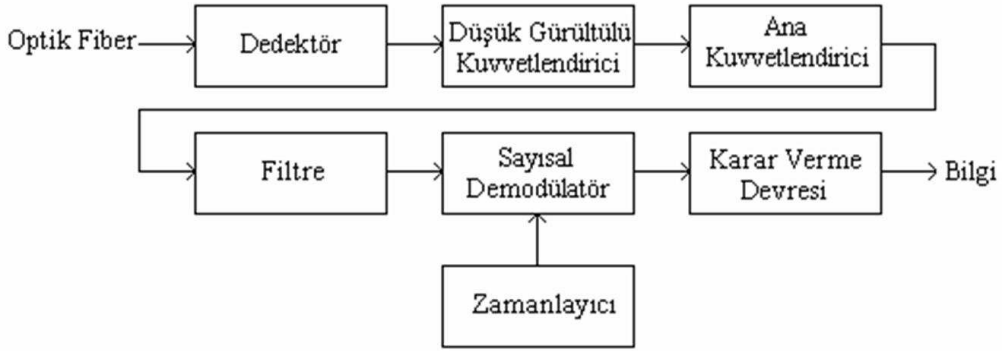 Optik Fiber
Dedektör
Düşük Gürültülü
Kuvvetlendirici
Ana
Kuvvetlendirici
Filtre
Sayısal
Demodülatör
Karar Verme
Devresi
Bilgi
Zamanlayıcı